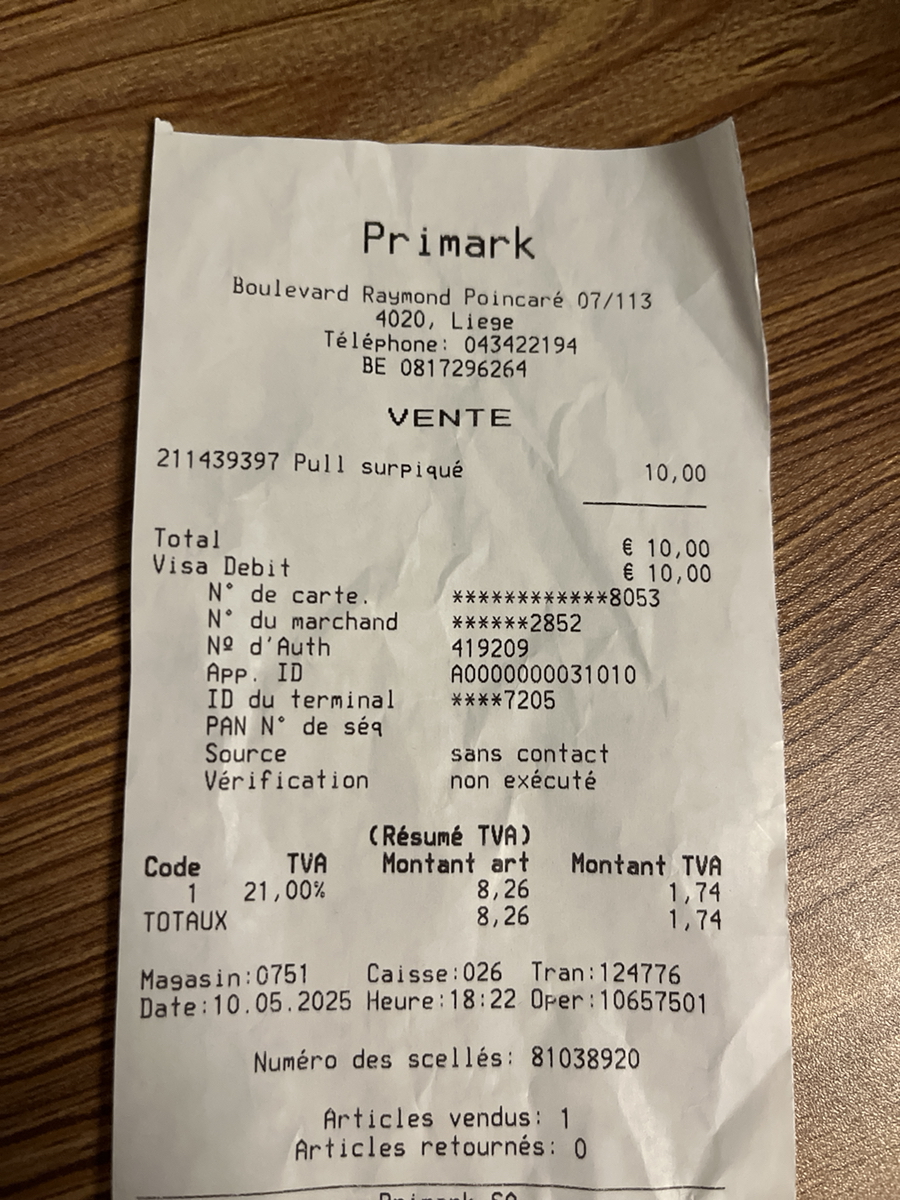 Primark
Boulevard Raymond Poincaré 07/113
4020, Liege
Téléphone: 043422194
BE 0817296264
VENTE
211439397 Pull surpiqué 10,00
Total € 10,00
Visa Debit € 10,00
N° de carte. ************8053
N° du marchand ******2852
Nº d'Auth 419209
App. ID A0000000031010
ID du terminal ****7205
PAN N° de séq
Source sans contact
Vérification non exécuté
(Résumé TVA)
Code TVA Montant art Montant TVA
1 21,00% 8,26 1,74
TOTAUX 8,26 1,74
Magasin:0751 Caisse:026 Tran:124776
Date:10.05.2025 Heure:18:22 Oper:10657501
Numéro des scellés: 81038920
Articles vendus: 1
Articles retournés: 0
Primark SA